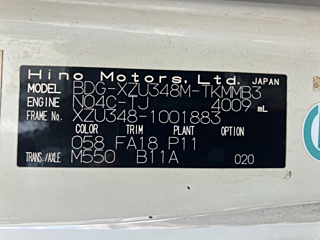 Hino Motors, Ltd. JAPAN
MODEL BDG-XZU348M-TKMMB3
ENGINE N04C-TJ 4009 mL
FRAME No. XZU348-1001883
COLOR TRIM PLANT OPTION
058 FA18 P11
TRANS/AXLE M550 B11A 020